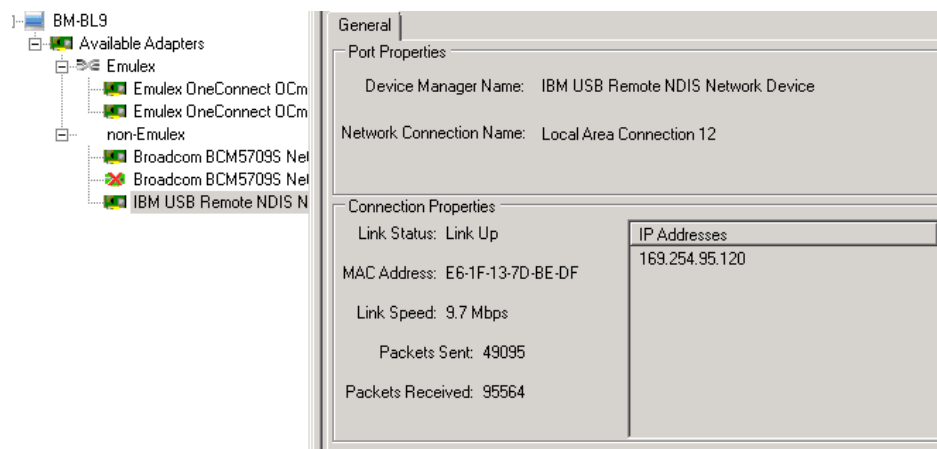 BM-BL9
Available Adapters
Emulex
Emulex OneConnect OCm
Emulex OneConnect OCm
non-Emulex
Broadcom BCM5709S Net
Broadcom BCM5709S Net
IBM USB Remote NDIS N
General
Port Properties
Device Manager Name: IBM USB Remote NDIS Network Device
Network Connection Name: Local Area Connection 12
Connection Properties
Link Status: Link Up
MAC Address: E6-1F-13-7D-BE-DF
Link Speed: 9.7 Mbps
Packets Sent: 49095
Packets Received: 95564
IP Addresses
169.254.95.120